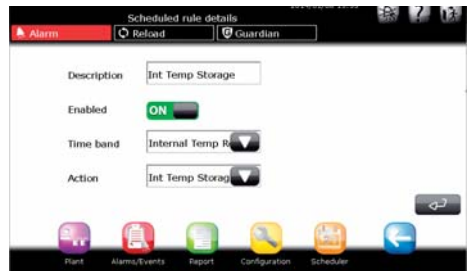 Scheduled rule details
Alarm
Reload
Guardian
Description
Int Temp Storage
Enabled
ON
Time band
Internal Temp R
Action
Int Temp Storag
Plant
Alarms/Events
Report
Configuration
Scheduler